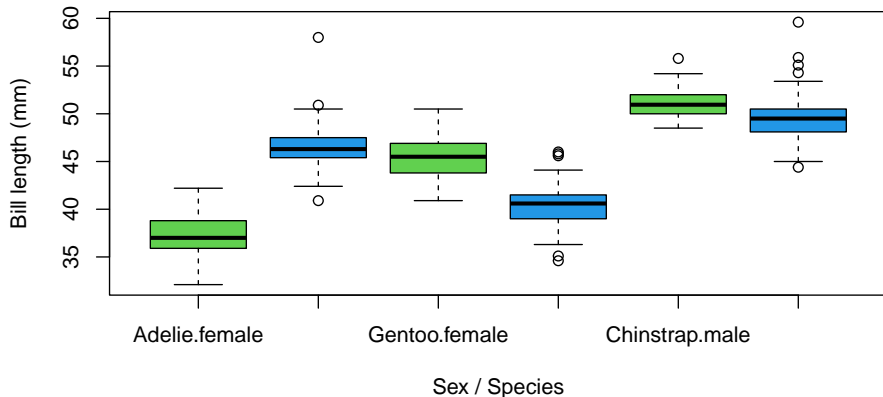 Bill length (mm)
60
55
50
45
40
35
Adelie.female
Gentoo.female
Chinstrap.male
Sex / Species